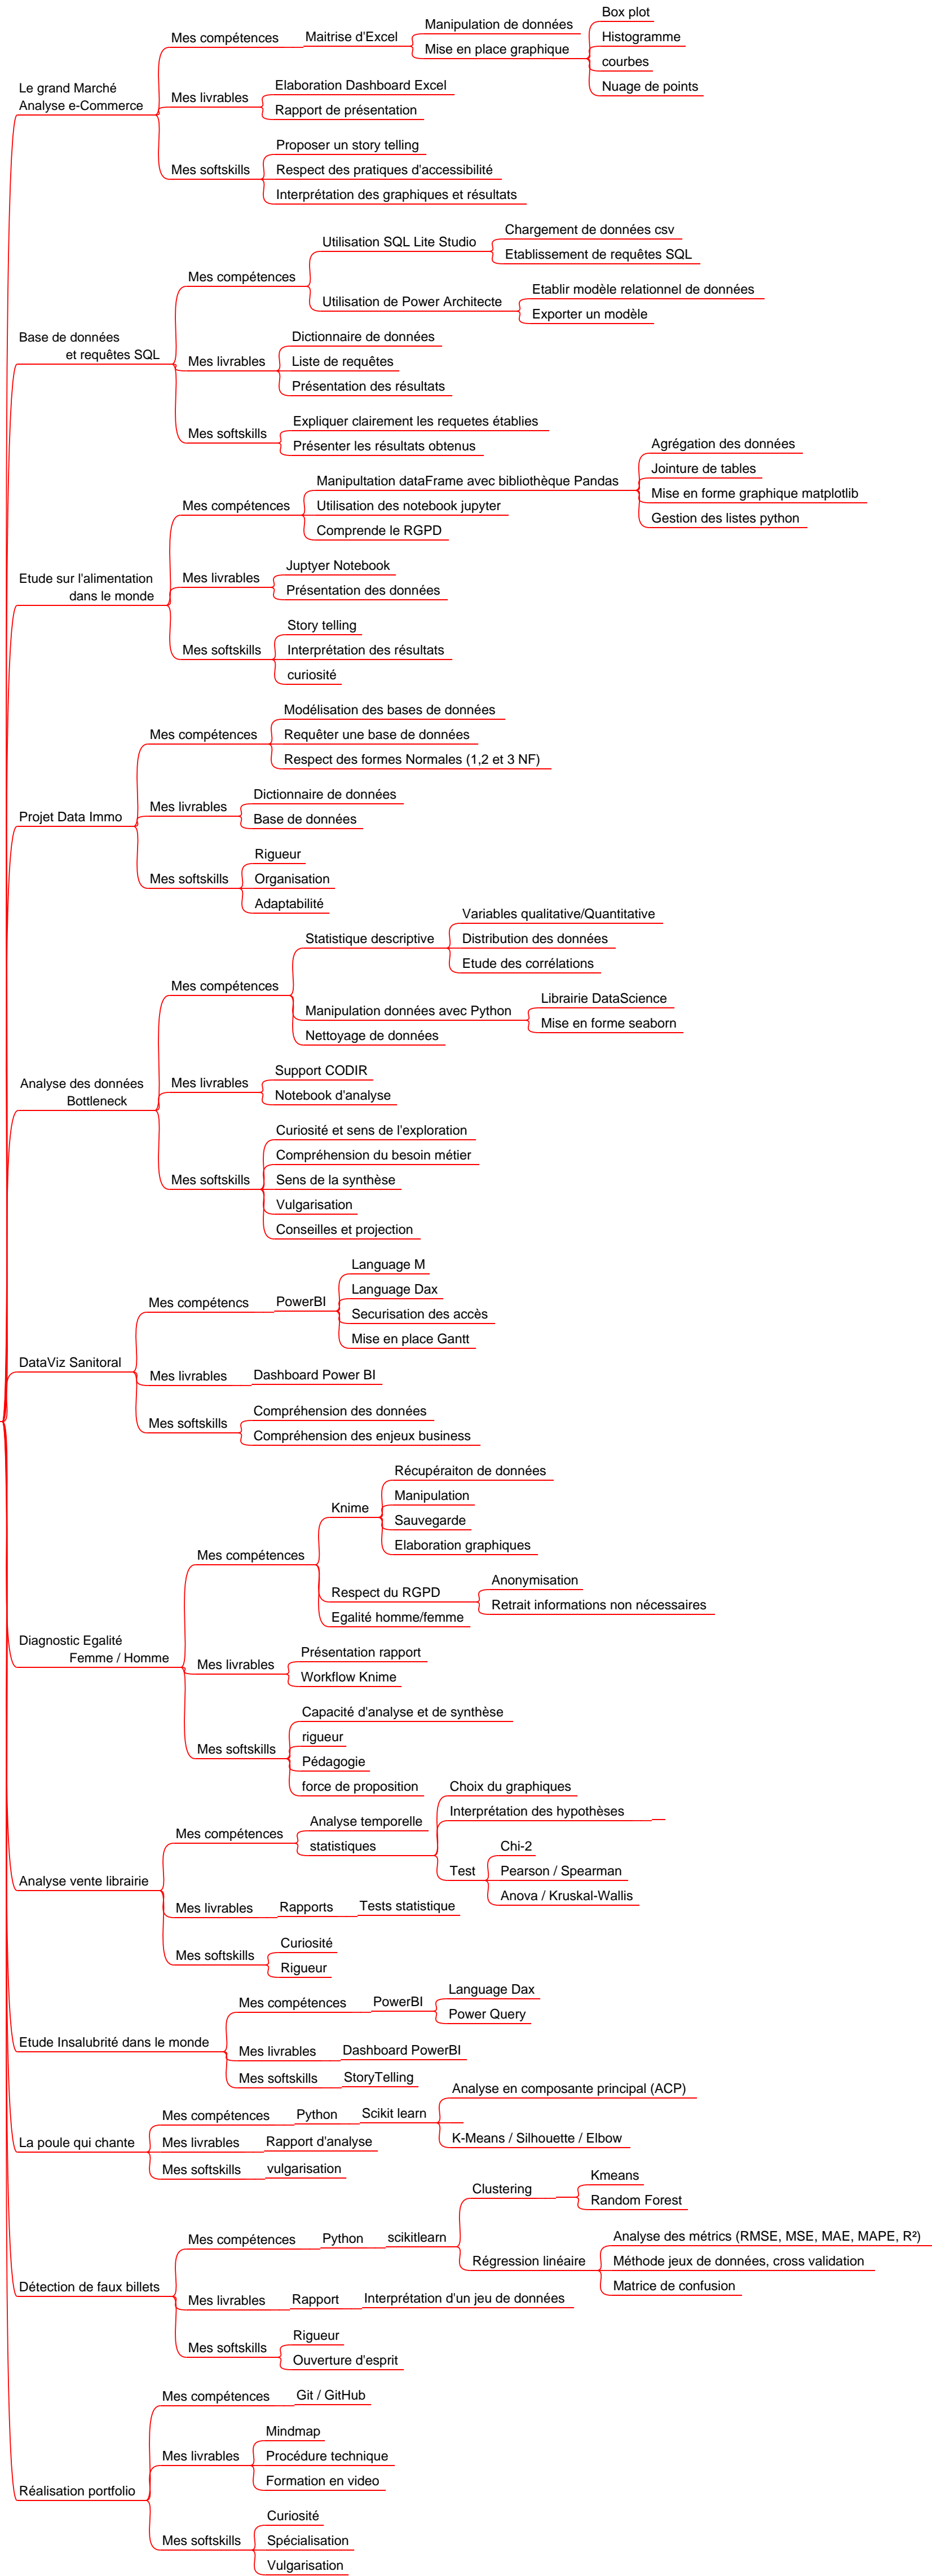 Le grand Marché
Analyse e-Commerce
Mes compétences
Maitrise d'Excel
Manipulation de données
Mise en place graphique
Box plot
Histogramme
courbes
Nuage de points
Mes livrables
Elaboration Dashboard Excel
Rapport de présentation
Mes softskills
Proposer un story telling
Respect des pratiques d'accessibilité
Interprétation des graphiques et résultats
Base de données
et requêtes SQL
Mes compétences
Utilisation SQL Lite Studio
Chargement de données csv
Etablissement de requêtes SQL
Utilisation de Power Architecte
Etablir modèle relationnel de données
Exporter un modèle
Mes livrables
Dictionnaire de données
Liste de requêtes
Présentation des résultats
Mes softskills
Expliquer clairement les requetes établies
Présenter les résultats obtenus
Etude sur l'alimentation
dans le monde
Mes compétences
Manipultation dataFrame avec bibliothèque Pandas
Agrégation des données
Jointure de tables
Mise en forme graphique matplotlib
Gestion des listes python
Utilisation des notebook jupyter
Comprende le RGPD
Mes livrables
Juptyer Notebook
Présentation des données
Mes softskills
Story telling
Interprétation des résultats
curiosité
Projet Data Immo
Mes compétences
Modélisation des bases de données
Requêter une base de données
Respect des formes Normales (1,2 et 3 NF)
Mes livrables
Dictionnaire de données
Base de données
Mes softskills
Rigueur
Organisation
Adaptabilité
Analyse des données
Bottleneck
Mes compétences
Statistique descriptive
Variables qualitative/Quantitative
Distribution des données
Etude des corrélations
Manipulation données avec Python
Librairie DataScience
Mise en forme seaborn
Nettoyage de données
Mes livrables
Support CODIR
Notebook d'analyse
Mes softskills
Curiosité et sens de l'exploration
Compréhension du besoin métier
Sens de la synthèse
Vulgarisation
Conseilles et projection
DataViz Sanitoral
Mes compétencs
PowerBI
Language M
Language Dax
Securisation des accès
Mise en place Gantt
Mes livrables
Dashboard Power BI
Mes softskills
Compréhension des données
Compréhension des enjeux business
Diagnostic Egalité
Femme / Homme
Mes compétences
Knime
Récupéraiton de données
Manipulation
Sauvegarde
Elaboration graphiques
Respect du RGPD
Anonymisation
Retrait informations non nécessaires
Egalité homme/femme
Mes livrables
Présentation rapport
Workflow Knime
Mes softskills
Capacité d'analyse et de synthèse
rigueur
Pédagogie
force de proposition
Analyse vente librairie
Mes compétences
Analyse temporelle
statistiques
Choix du graphiques
Interprétation des hypothèses
Test
Chi-2
Pearson / Spearman
Anova / Kruskal-Wallis
Mes livrables
Rapports
Tests statistique
Mes softskills
Curiosité
Rigueur
Etude Insalubrité dans le monde
Mes compétences
PowerBI
Language Dax
Power Query
Mes livrables
Dashboard PowerBI
Mes softskills
StoryTelling
La poule qui chante
Mes compétences
Python
Scikit learn
Analyse en composante principal (ACP)
K-Means / Silhouette / Elbow
Mes livrables
Rapport d'analyse
Mes softskills
vulgarisation
Détection de faux billets
Mes compétences
Python
scikitlearn
Clustering
Kmeans
Random Forest
Régression linéaire
Analyse des métrics (RMSE, MSE, MAE, MAPE, R²)
Méthode jeux de données, cross validation
Matrice de confusion
Mes livrables
Rapport
Interprétation d'un jeu de données
Mes softskills
Rigueur
Ouverture d'esprit
Réalisation portfolio
Mes compétences
Git / GitHub
Mes livrables
Mindmap
Procédure technique
Formation en video
Mes softskills
Curiosité
Spécialisation
Vulgarisation